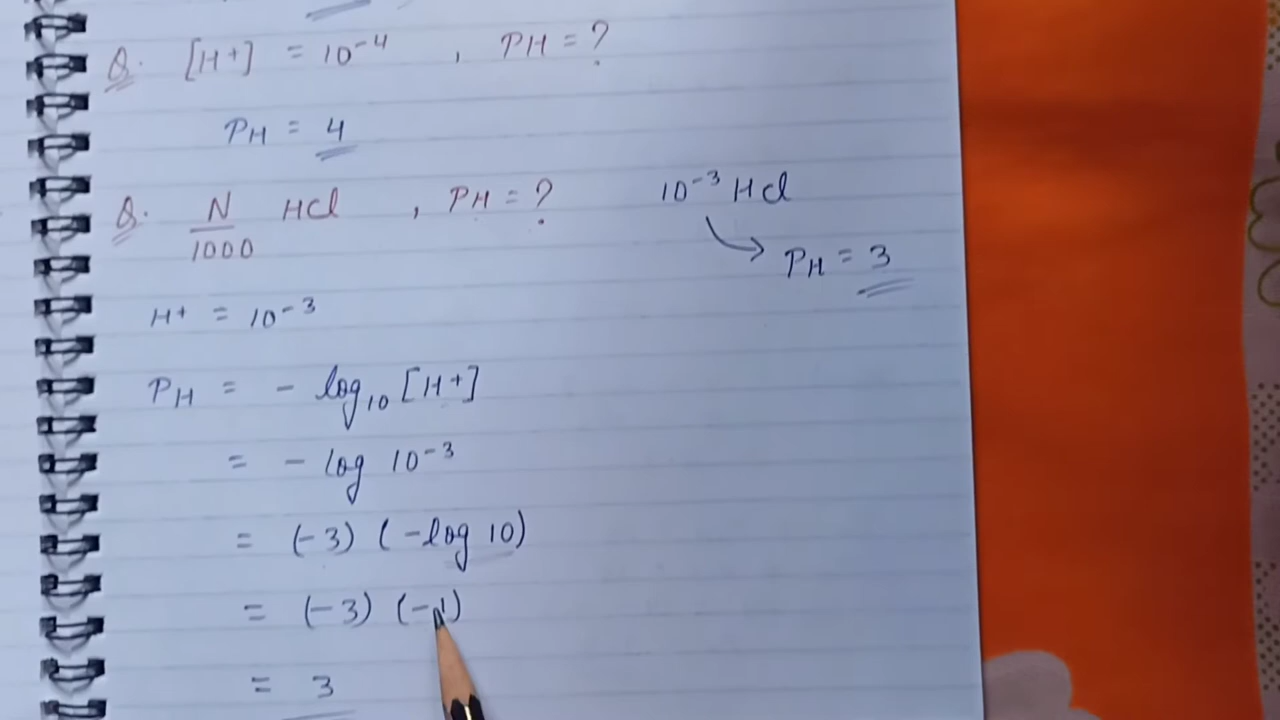 Q. [H+] = 10⁻⁴ , PH = ?
PH = 4
Q. N/1000 HCl , PH = ?
10⁻³ HCl
PH = 3
H+ = 10⁻³
PH = - log₁₀ [H+]
= - log 10⁻³
= (-3) (-log 10)
= (-3) (-1)
= 3